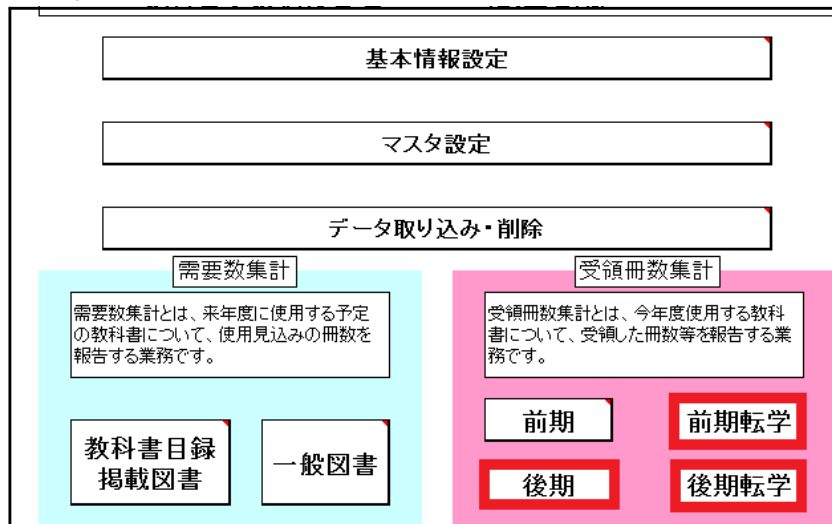 基本情報設定
マスタ設定
データ取り込み・削除
需要数集計
需要数集計とは、来年度に使用する予定
の教科書について、使用見込みの冊数を
報告する業務です。
教科書目録
掲載図書
一般図書
受領冊数集計
受領冊数集計とは、今年度使用する教科
書について、受領した冊数等を報告する業
務です。
前期
前期転学
後期
後期転学